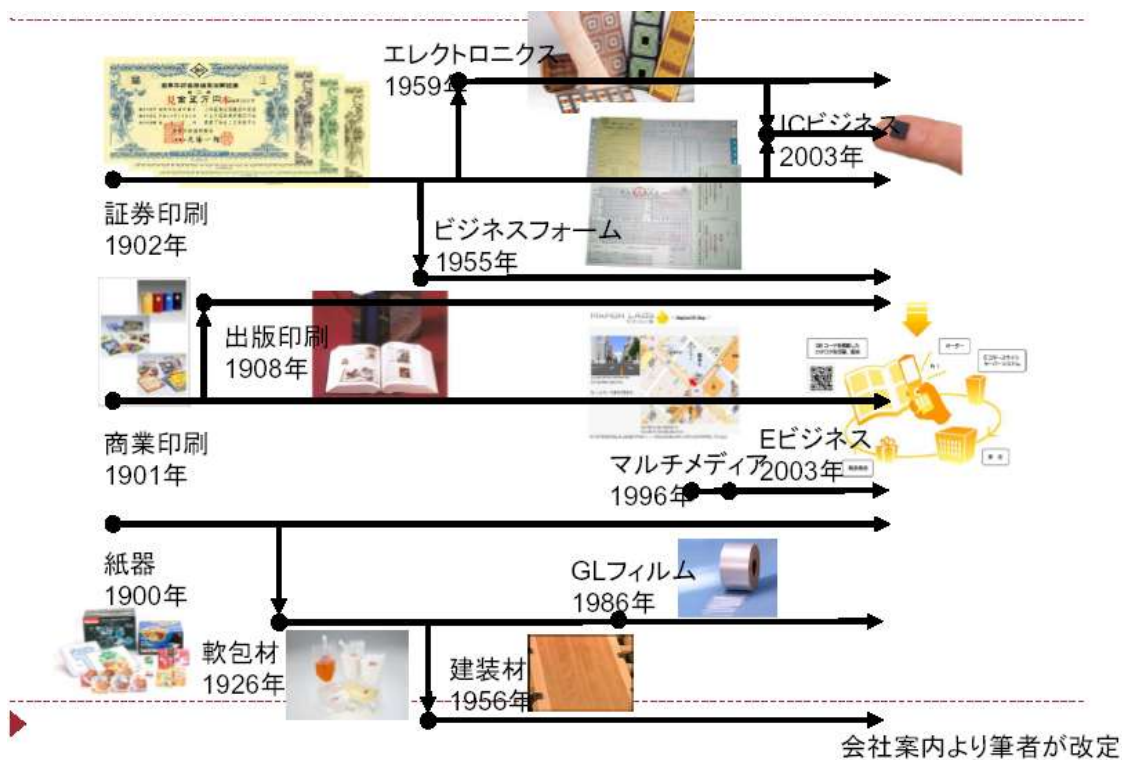 エレクトロニクス
1959年
金五万円
ICビジネス
2003年
証券印刷
1902年
ビジネスフォーム
1955年
出版印刷
1908年
商業印刷
1901年
Eビジネス
2003年
マルチメディア
1996年
紙器
1900年
GLフィルム
1986年
軟包材
1926年
建装材
1956年
会社案内より筆者が改定